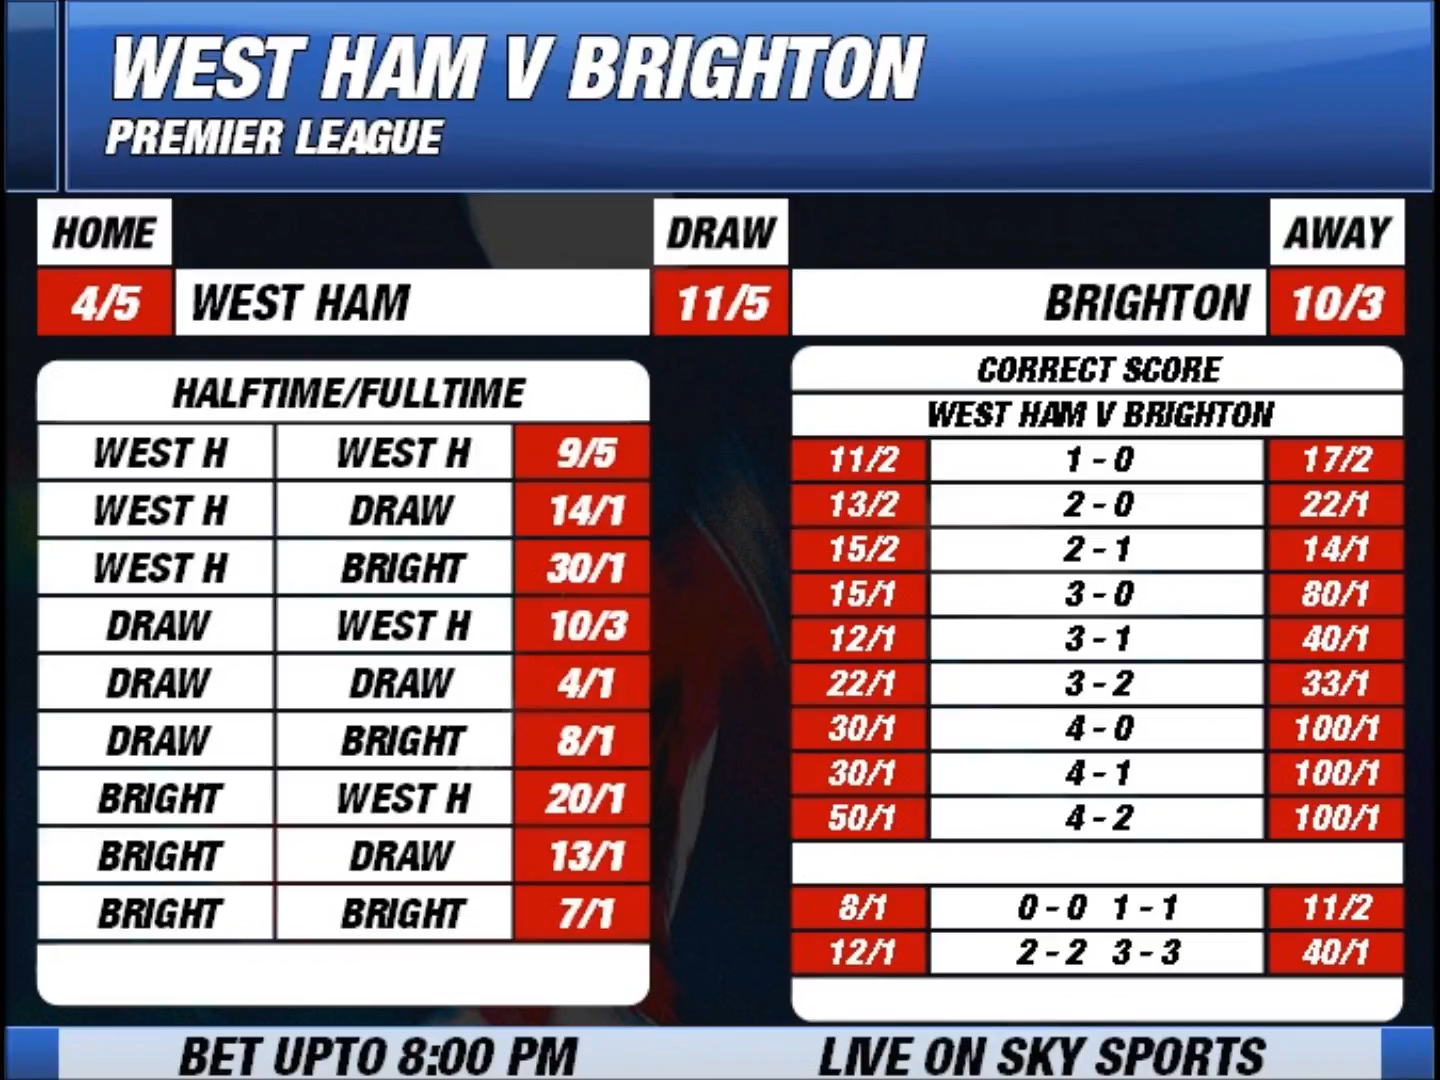 WEST HAM V BRIGHTON
PREMIER LEAGUE
HOME DRAW AWAY
4/5 WEST HAM 11/5 BRIGHTON 10/3
HALFTIME/FULLTIME
WEST H WEST H 9/5
WEST H DRAW 14/1
WEST H BRIGHT 30/1
DRAW WEST H 10/3
DRAW DRAW 4/1
DRAW BRIGHT 8/1
BRIGHT WEST H 20/1
BRIGHT DRAW 13/1
BRIGHT BRIGHT 7/1
CORRECT SCORE
WEST HAM V BRIGHTON
11/2 1 - 0 17/2
13/2 2 - 0 22/1
15/2 2 - 1 14/1
15/1 3 - 0 80/1
12/1 3 - 1 40/1
22/1 3 - 2 33/1
30/1 4 - 0 100/1
30/1 4 - 1 100/1
50/1 4 - 2 100/1
8/1 0 - 0 1 - 1 11/2
12/1 2 - 2 3 - 3 40/1
BET UPTO 8:00 PM LIVE ON SKY SPORTS